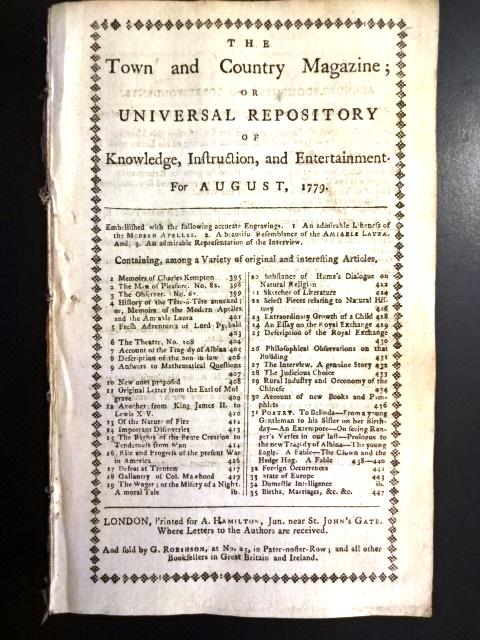 THE
Town and Country Magazine;
OR
UNIVERSAL REPOSITORY
OF
Knowledge, Instruction, and Entertainment.
For AUGUST, 1779.
Embellished with the following accurate Engravings. 1 An admirable Likeness of
the MODERN APELLES. 2. A beautiful Resemblance of the AMIABLE LAURA.
And, 3. An admirable Representation of the Interview.
Containing, among a Variety of original and interesting Articles,
1 Memoirs of Charles Kempton 395
2 The Man of Pleasure. No. 82. 398
3 The Observer. No. 399
4 History of the Tête-à-Tête annexed;
or, Memoirs of the Modern Apelles
and the Amiable Laura 401
5 Fresh Adventures of Lord
403
6 The Theatre, No. 108 404
7 Account of the Tragedy of Albina 405
8 Description of the Son-in-law 406
9 Answers to Mathematical Questions
407
10 New ones proposed 408
11 Original Letter from the Earl of Mul
grave 409
12 Another from King James II. to
Lewis XIV. 410
13 Of the Nature of Fire 411
14 Important Discoveries 413
15 The Rights of the Brute Creation to
Tenderness from Man 414
16 Rise and Progress of the present War
in America 416
17 Defeat at Trenton 417
18 Gallantry of Col. Mawhood 417
19 The Wager; or the Misery of a Night.
A moral Tale ib.
20 Substance of Hume's Dialogue on
Natural Religion 422
21 Sketches of Literature 424
22 Select Pieces relating to Natural His-
tory 426
23 Extraordinary Growth of a Child 428
24 An Essay on the Royal Exchange 429
25 Description of the Royal Exchange
430
26 Philosophical Observations on that
Building 431
27 The Interview. A genuine Story 432
28 The Judicious Choice 433
29 Rural Industry and Oeconomy of the
Chinese 434
30 Account of new Books and Pam-
phlets 436
31 POETRY. To Belinda—From a young
Gentleman to his Sister on her Birth-
day—An Extempore—On seeing Ran-
ger's Verses in our last—Prologue to
the new Tragedy of Albina—The young
Eagle. A Fable—The Clown and the
Hedge Hog. A Fable 438—440
32 Foreign Occurrences 441
33 State of Europe 443
34 Domestic Intelligence ib.
35 Births, Marriages, &c. &c. 447
LONDON, Printed for A. HAMILTON, Jun. near St. JOHN'S GATE.
Where Letters to the Authors are received.
And sold by G. ROBINSON, at No. 25, in Pater-noster-Row; and all other
Booksellers in Great Britain and Ireland.